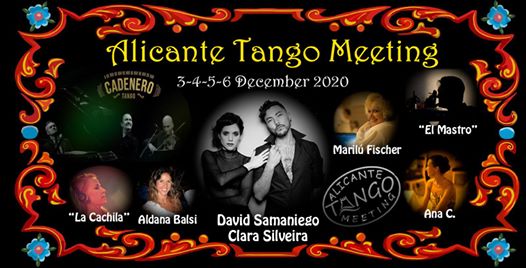 Alicante Tango Meeting
3-4-5-6 December 2020
CADENERO
TANGO
Marilú Fischer
"El Mastro"
"La Cachila"
Aldana Balsi
David Samaniego
Clara Silveira
ALICANTE
TANGO
MEETING
Ana C.